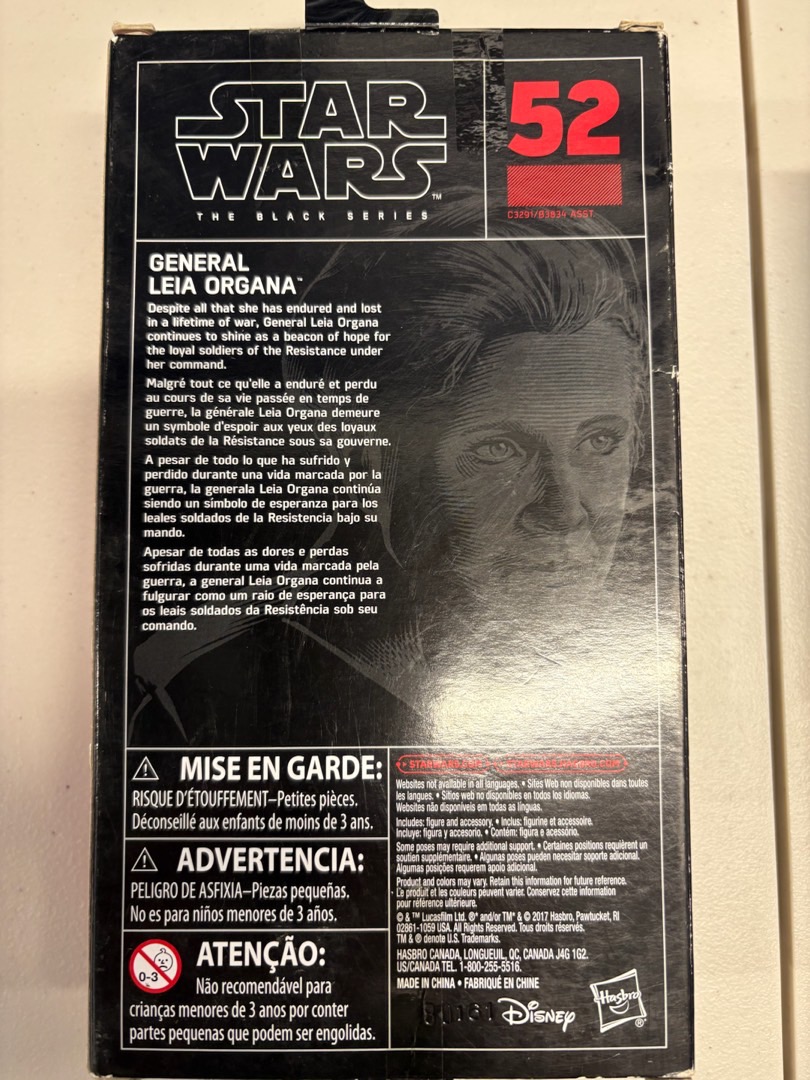 STAR
WARS™
THE BLACK SERIES
52
C3291/B3834 ASST.
GENERAL
LEIA ORGANA™
Despite all that she has endured and lost
in a lifetime of war, General Leia Organa
continues to shine as a beacon of hope for
the loyal soldiers of the Resistance under
her command.
Malgré tout ce qu'elle a enduré et perdu
au cours de sa vie passée en temps de
guerre, la générale Leia Organa demeure
un symbole d'espoir aux yeux des loyaux
soldats de la Résistance sous sa gouverne.
A pesar de todo lo que ha sufrido y
perdido durante una vida marcada por la
guerra, la generala Leia Organa continúa
siendo un símbolo de esperanza para los
leales soldados de la Resistencia bajo su
mando.
Apesar de todas as dores e perdas
sofridas durante uma vida marcada pela
guerra, a general Leia Organa continua a
fulgurar como um raio de esperança para
os leais soldados da Resistência sob seu
comando.
MISE EN GARDE:
RISQUE D'ÉTOUFFEMENT–Petites pièces.
Déconseillé aux enfants de moins de 3 ans.
ADVERTENCIA:
PELIGRO DE ASFIXIA–Piezas pequeñas.
No es para niños menores de 3 años.
0-3
ATENÇÃO:
Não recomendável para
crianças menores de 3 anos por conter
partes pequenas que podem ser engolidas.
Websites not available in all languages. • Sites Web non disponibles dans toutes
les langues. • Sitios web no disponibles en todos los idiomas.
Websites não disponíveis em todas as línguas.
Includes: figure and accessory. • Inclus: figurine et accessoire.
Incluye: figura y accesorio. • Contém: figura e acessório.
Some poses may require additional support. • Certaines positions requièrent un
soutien supplémentaire. • Algunas poses pueden necesitar soporte adicional.
Algumas posições requerem apoio adicional.
Product and colors may vary. Retain this information for future reference.
Le produit et les couleurs peuvent varier. Conservez cette information
pour référence ultérieure.
© & ™ Lucasfilm Ltd. ®* and/or TM* & © 2017 Hasbro, Pawtucket, RI
02861-1059 USA. All Rights Reserved. Tous droits réservés.
TM & ® denote U.S. Trademarks.
HASBRO CANADA, LONGUEUIL, QC, CANADA J4G 1G2.
US/CANADA TEL. 1-800-255-5516.
MADE IN CHINA • FABRIQUÉ EN CHINE
Disney
Hasbro®